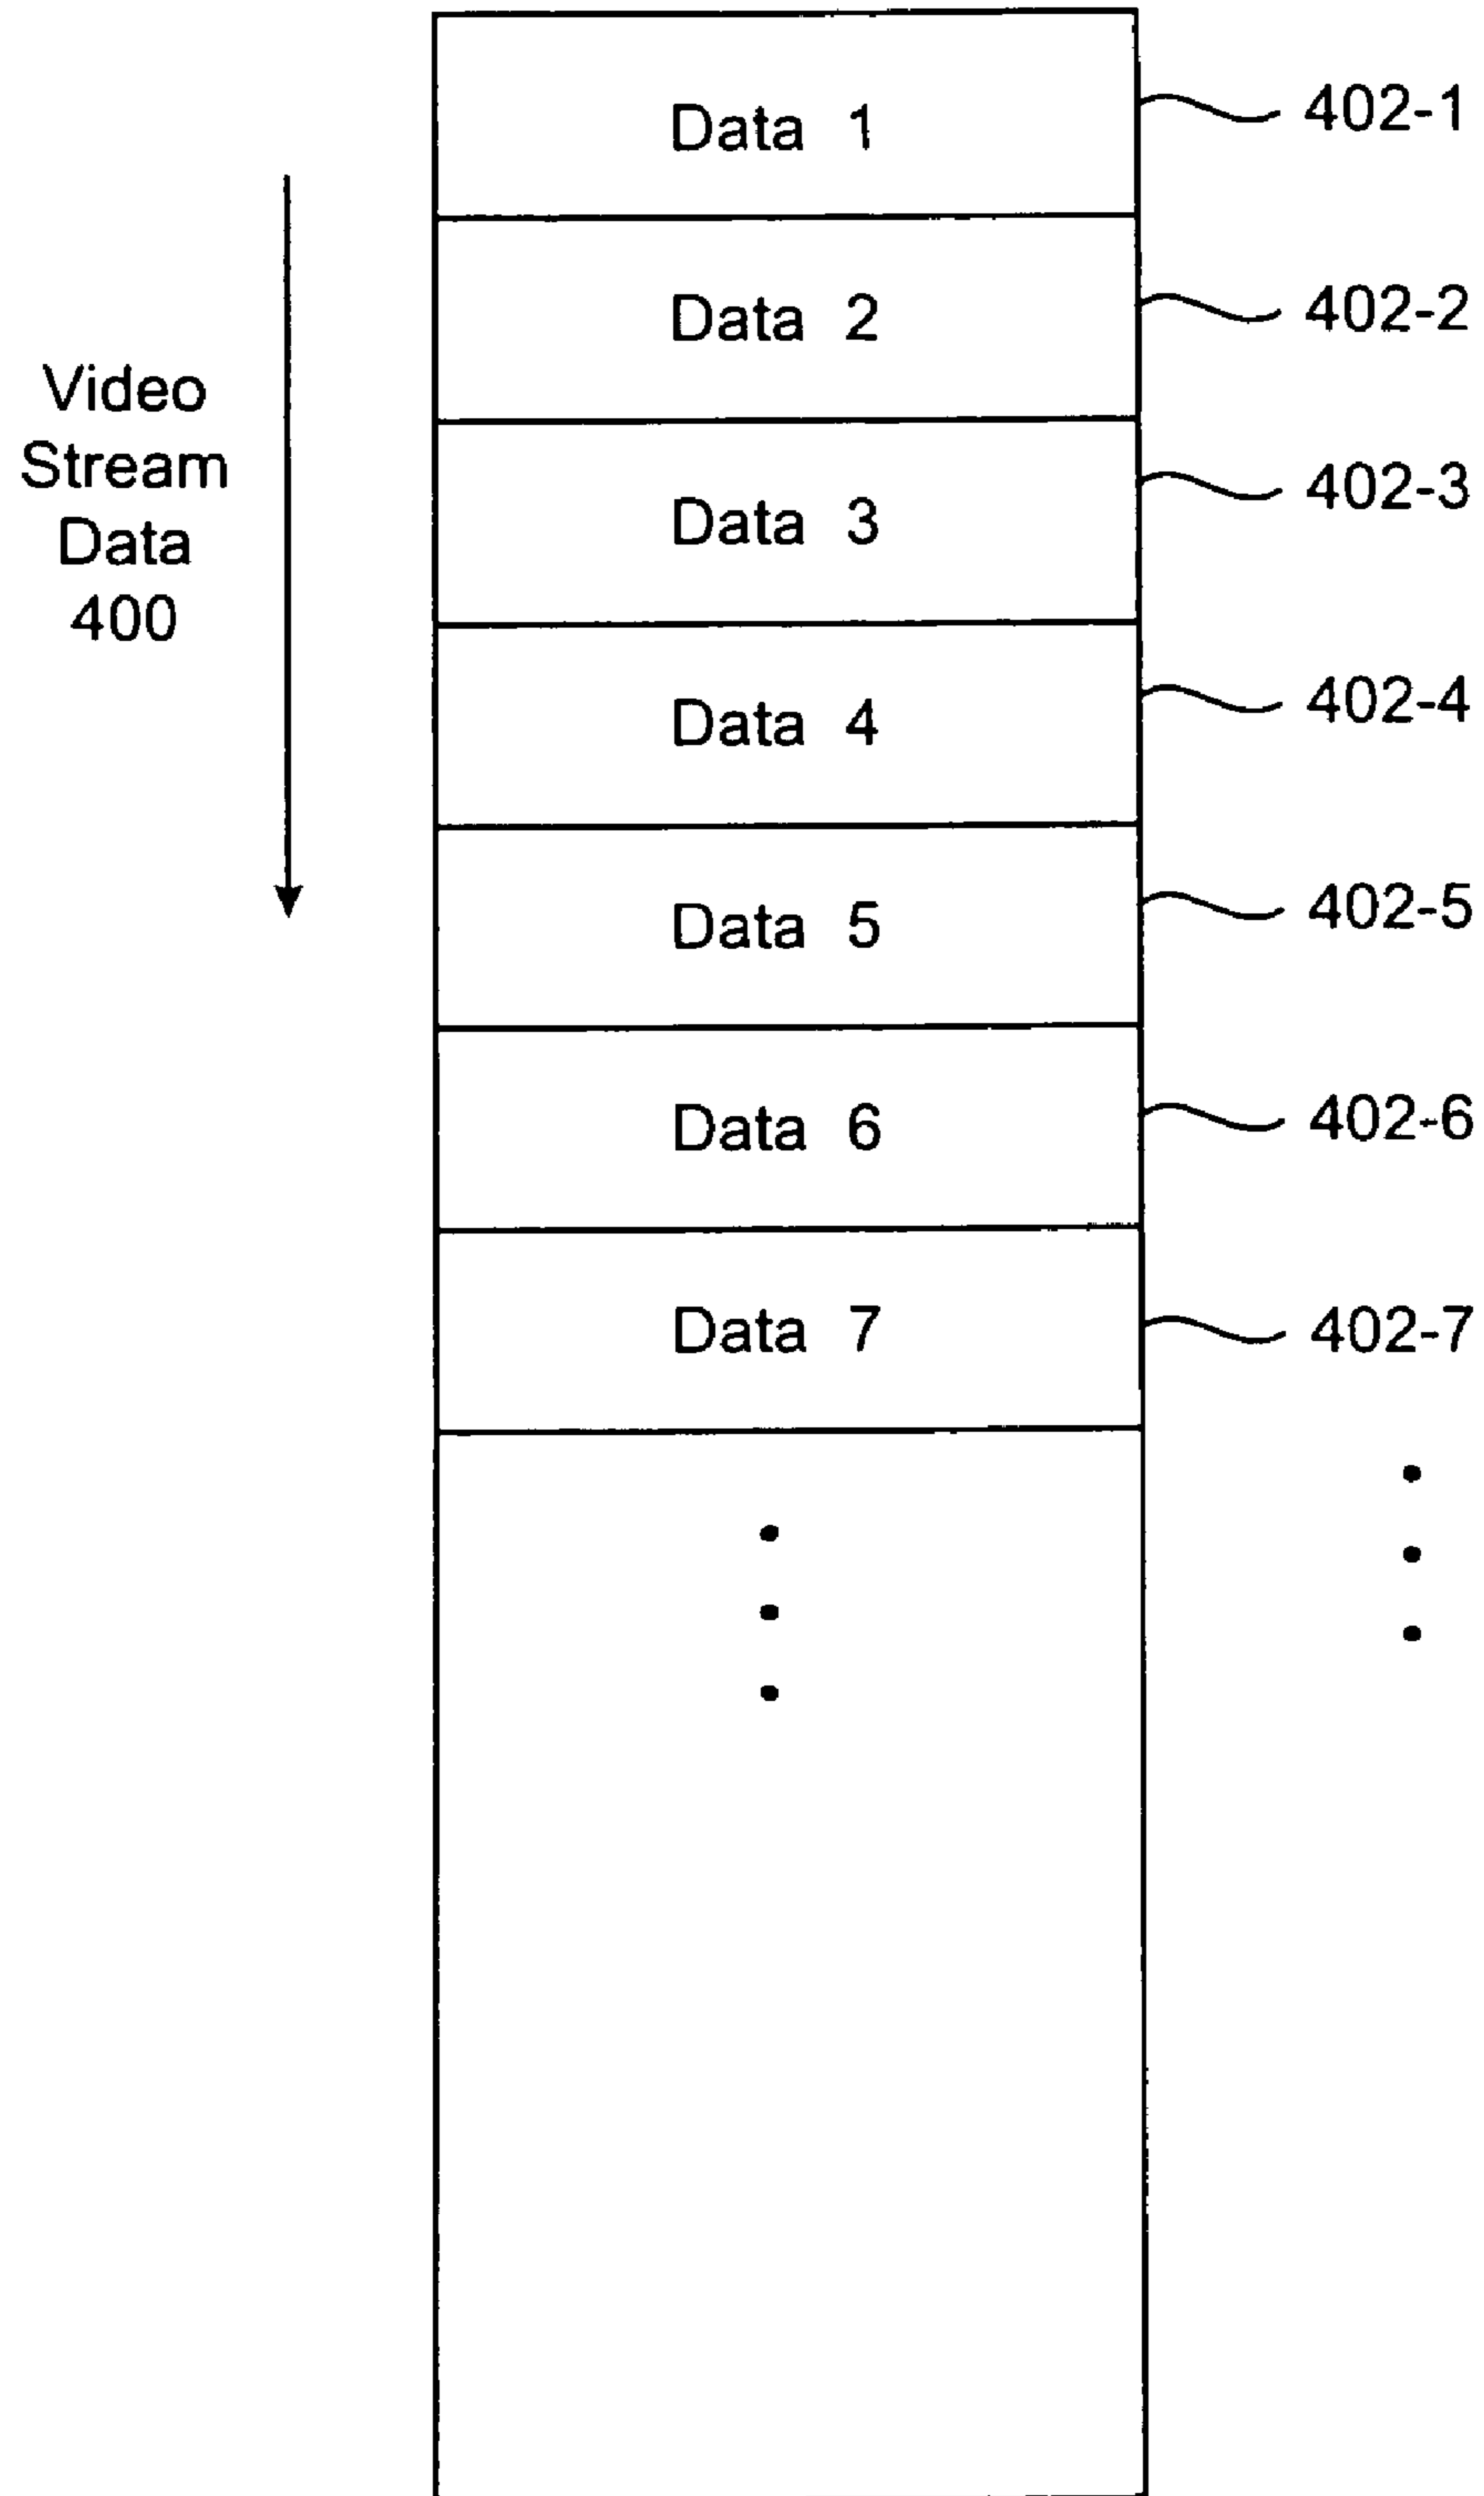 Data 1
402-1
Data 2
402-2
Video
Stream
Data
400
Data 3
402-3
Data 4
402-4
Data 5
402-5
Data 6
402-6
Data 7
402-7